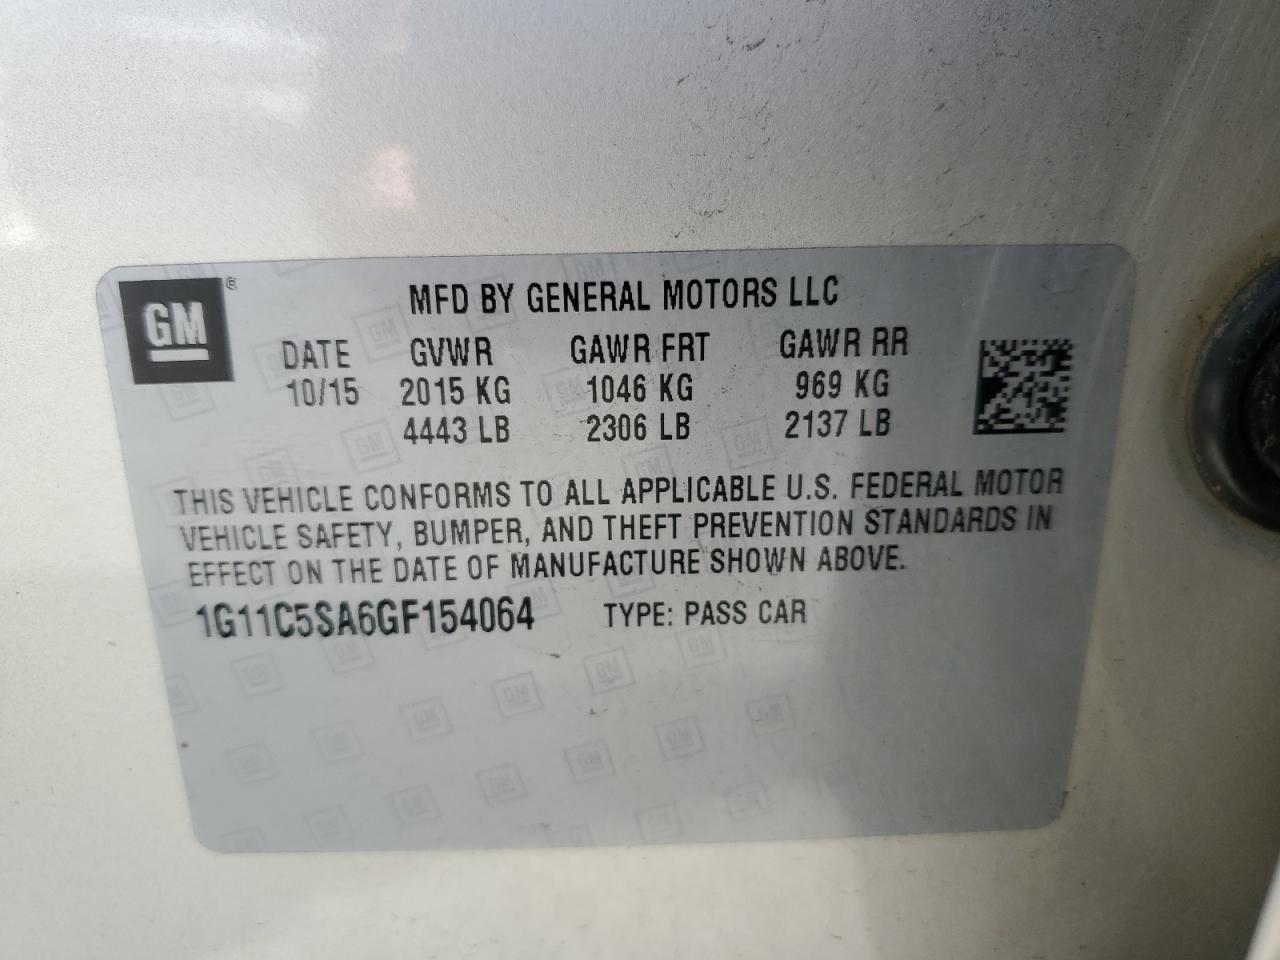 GM ®
MFD BY GENERAL MOTORS LLC
DATE GVWR GAWR FRT GAWR RR
10/15 2015 KG 1046 KG 969 KG
4443 LB 2306 LB 2137 LB
THIS VEHICLE CONFORMS TO ALL APPLICABLE U.S. FEDERAL MOTOR
VEHICLE SAFETY, BUMPER, AND THEFT PREVENTION STANDARDS IN
EFFECT ON THE DATE OF MANUFACTURE SHOWN ABOVE.
1G11C5SA6GF154064 TYPE: PASS CAR